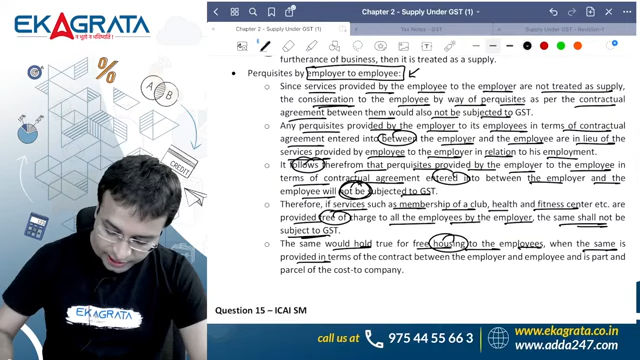 EKAGRATA
Chapter 2 - Supply Under GST (1)
Chapter 2 - Supply Under GST (1)
Tax Notes - GST
Supply under GST - Revision 1
furtherance of business, then it is treated as a supply.
• Perquisites by employer to employee:
o Since services provided by the employee to the employer are not treated as supply,
the consideration to the employee by way of perquisites as per the contractual
agreement between them would also not be subjected to GST.
o Any perquisites provided by the employer to its employees in terms of contractual
agreement entered into between the employer and the employee are in lieu of the
services provided by employee to the employer in relation to his employment.
o It follows therefrom that perquisites provided by the employer to the employee in
terms of contractual agreement entered into between the employer and the
employee will not be subjected to GST.
o Therefore, if services such as membership of a club, health and fitness center etc. are
provided free of charge to all the employees by the employer, the same shall not be
subject to GST.
o The same would hold true for free housing to the employees, when the same is
provided in terms of the contract between the employer and employee and is part and
parcel of the cost-to company.
Question 15 – ICAI SM
%
A
B
CREDIT
EKAGRATA
call us at 975 44 55 66 3
www.ekagrata.co.in
www.adda247.com